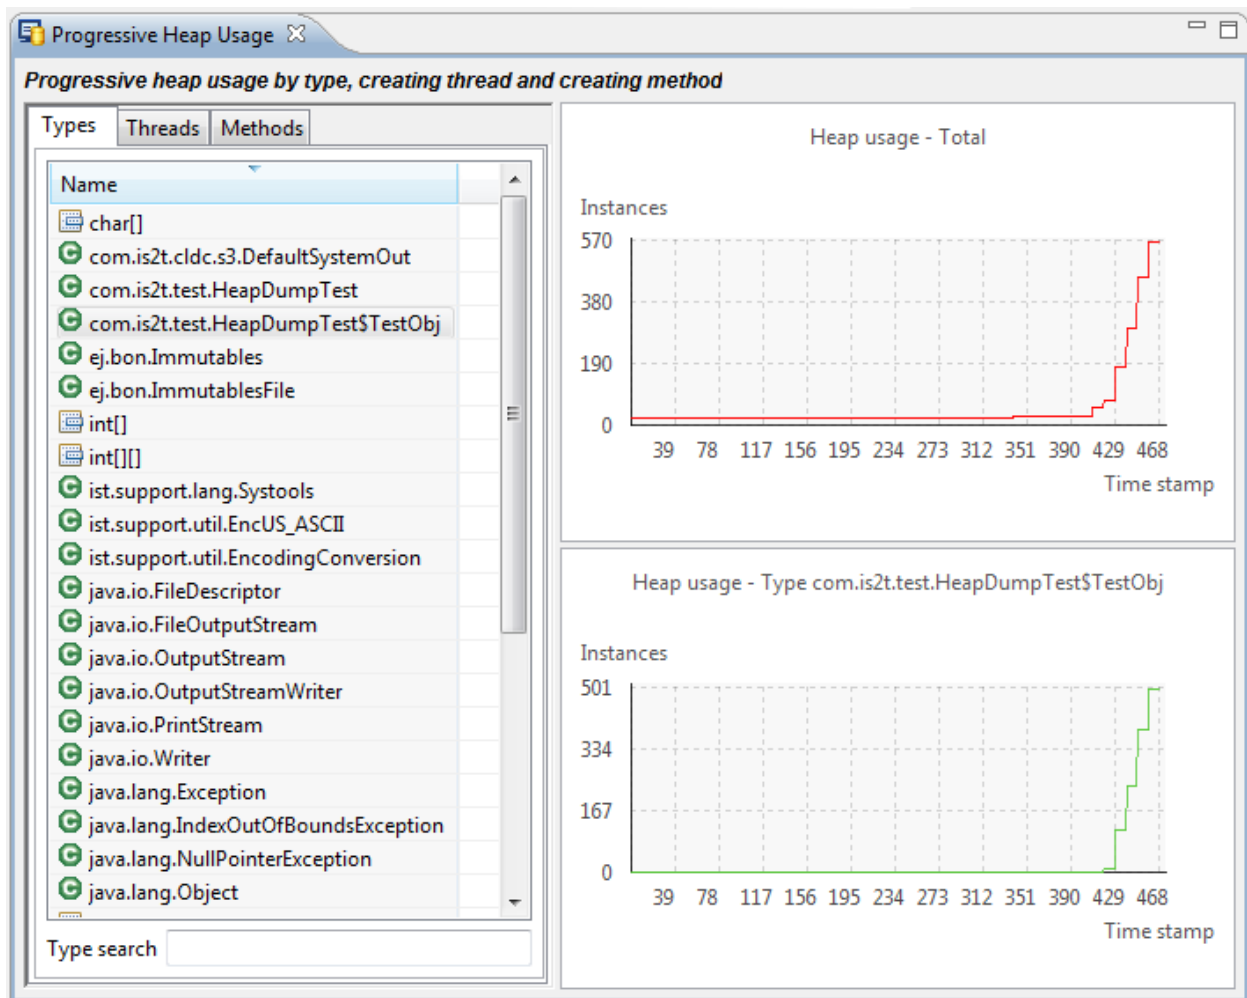 Progressive Heap Usage
Progressive heap usage by type, creating thread and creating method
Types Threads Methods
Name
char[]
com.is2t.cldc.s3.DefaultSystemOut
com.is2t.test.HeapDumpTest
com.is2t.test.HeapDumpTest$TestObj
ej.bon.Immutables
ej.bon.ImmutablesFile
int[]
int[][]
ist.support.lang.Systools
ist.support.util.EncUS_ASCII
ist.support.util.EncodingConversion
java.io.FileDescriptor
java.io.FileOutputStream
java.io.OutputStream
java.io.OutputStreamWriter
java.io.PrintStream
java.io.Writer
java.lang.Exception
java.lang.IndexOutOfBoundsException
java.lang.NullPointerException
java.lang.Object
Type search
Heap usage - Total
Instances
570
380
190
0
39 78 117 156 195 234 273 312 351 390 429 468
Time stamp
Heap usage - Type com.is2t.test.HeapDumpTest$TestObj
Instances
501
334
167
0
39 78 117 156 195 234 273 312 351 390 429 468
Time stamp